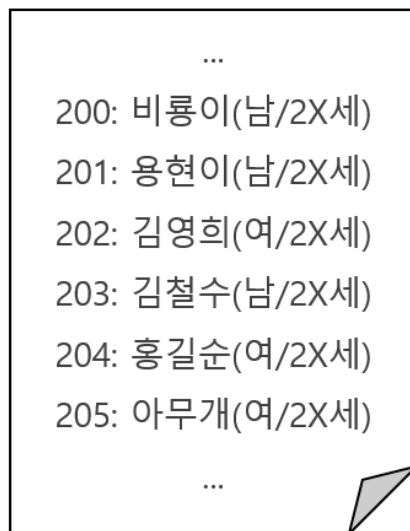 ...
200: 비룡이(남/2X세)
201: 용현이(남/2X세)
202: 김영희(여/2X세)
203: 김철수(남/2X세)
204: 홍길순(여/2X세)
205: 아무개(여/2X세)
...